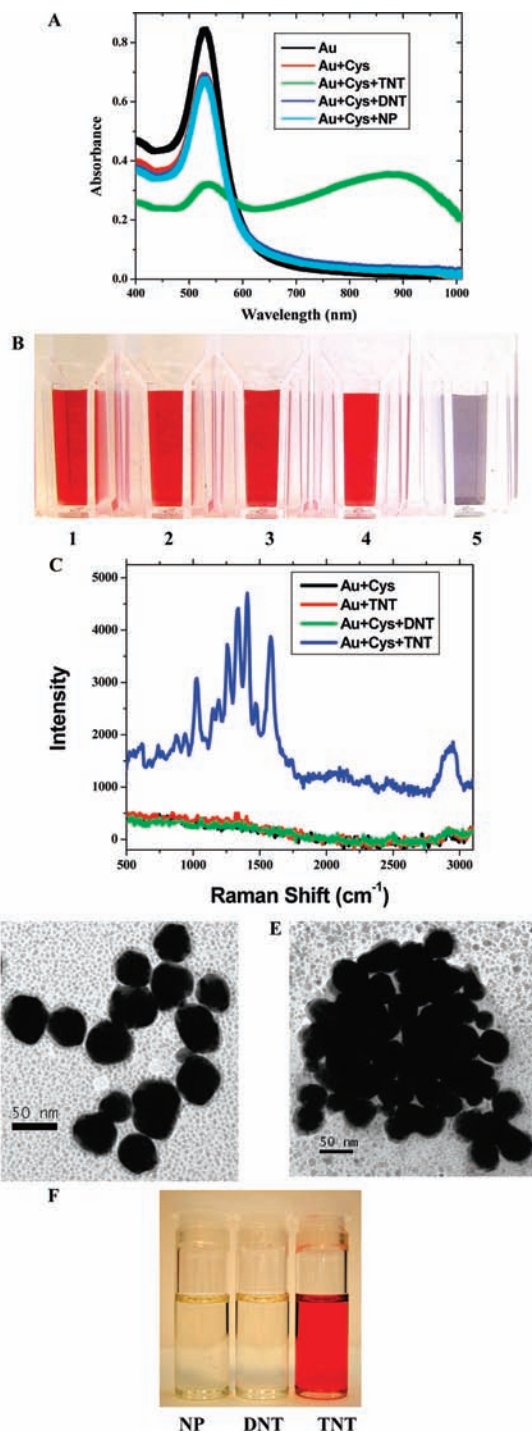 A
Absorbance
0.8
0.6
0.4
0.2
0.0
Au
Au+Cys
Au+Cys+TNT
Au+Cys+DNT
Au+Cys+NP
400 500 600 700 800 900 1000
Wavelength (nm)
B
1 2 3 4 5
C
Intensity
5000
4000
3000
2000
1000
0
Au+Cys
Au+TNT
Au+Cys+DNT
Au+Cys+TNT
500 1000 1500 2000 2500 3000
Raman Shift (cm⁻¹)
E
50 nm
50 nm
F
NP DNT TNT